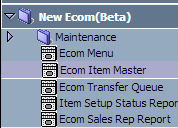 New Ecom(Beta)
Maintenance
Ecom Menu
Ecom Item Master
Ecom Transfer Queue
Item Setup Status Repor
Ecom Sales Rep Report